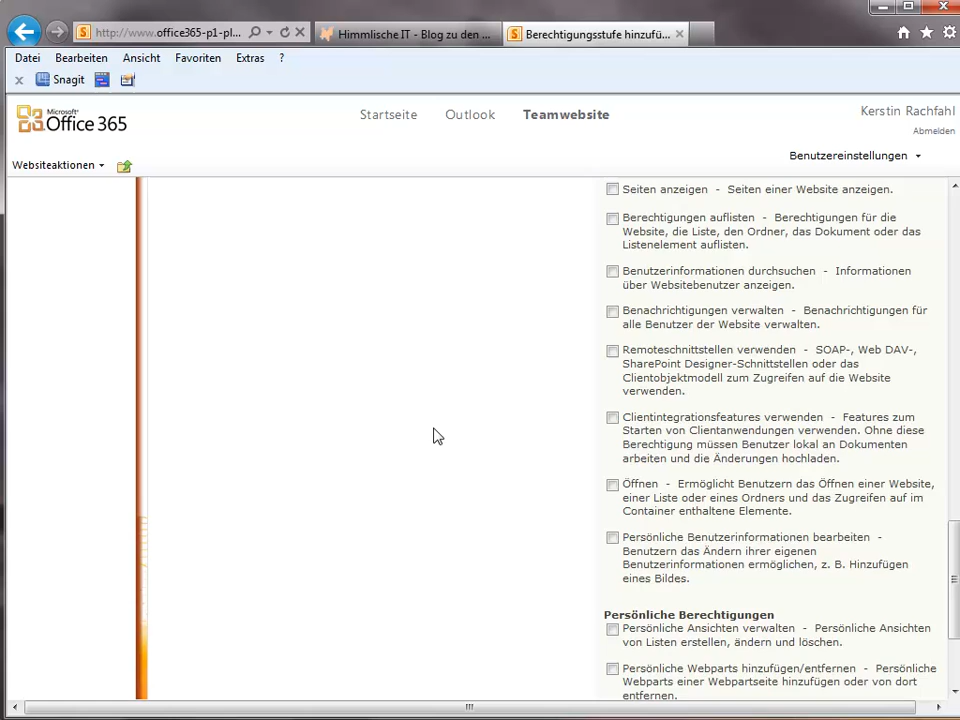 http://www.office365-p1-pl...
Himmlische IT - Blog zu den ...
Berechtigungsstufe hinzufü...
Datei Bearbeiten Ansicht Favoriten Extras ?
x Snagit
Microsoft® Office 365
Startseite Outlook Teamwebsite
Kerstin Rachfahl
Abmelden
Websiteaktionen
Benutzereinstellungen
Seiten anzeigen - Seiten einer Website anzeigen.
Berechtigungen auflisten - Berechtigungen für die
Website, die Liste, den Ordner, das Dokument oder das
Listenelement auflisten.
Benutzerinformationen durchsuchen - Informationen
über Websitebenutzer anzeigen.
Benachrichtigungen verwalten - Benachrichtigungen für
alle Benutzer der Website verwalten.
Remoteschnittstellen verwenden - SOAP-, Web DAV-,
SharePoint Designer-Schnittstellen oder das
Clientobjektmodell zum Zugreifen auf die Website
verwenden.
Clientintegrationsfeatures verwenden - Features zum
Starten von Clientanwendungen verwenden. Ohne diese
Berechtigung müssen Benutzer lokal an Dokumenten
arbeiten und die Änderungen hochladen.
Öffnen - Ermöglicht Benutzern das Öffnen einer Website,
einer Liste oder eines Ordners und das Zugreifen auf im
Container enthaltene Elemente.
Persönliche Benutzerinformationen bearbeiten -
Benutzern das Ändern ihrer eigenen
Benutzerinformationen ermöglichen, z. B. Hinzufügen
eines Bildes.
Persönliche Berechtigungen
Persönliche Ansichten verwalten - Persönliche Ansichten
von Listen erstellen, ändern und löschen.
Persönliche Webparts hinzufügen/entfernen - Persönliche
Webparts einer Webpartseite hinzufügen oder von dort
entfernen.